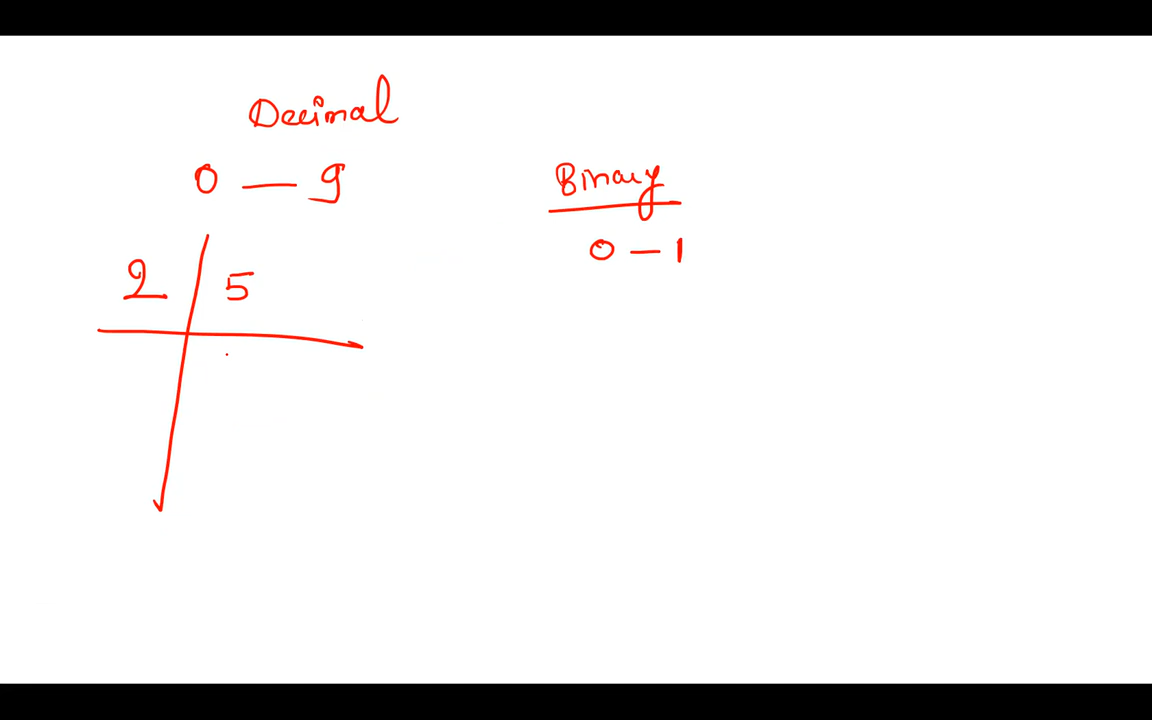 Decimal
0 — 9
Binary
0 — 1
2 5